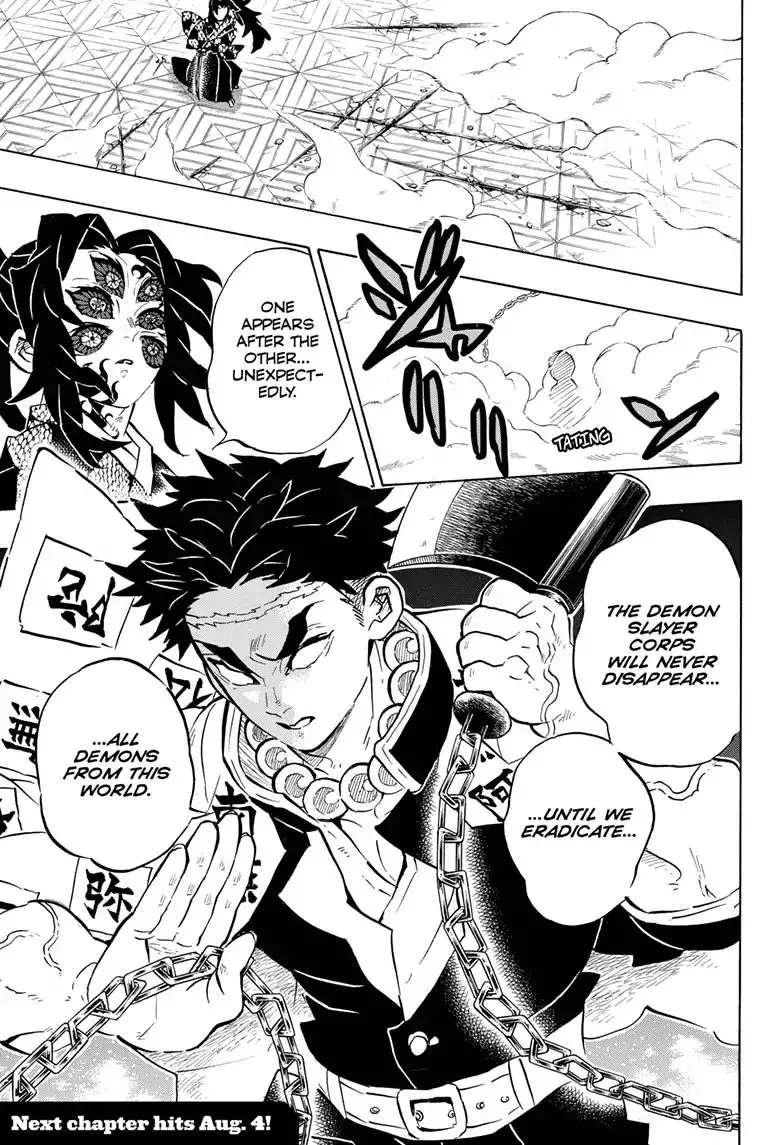 TATING
ONE
APPEARS
AFTER THE
OTHER...
UNEXPECT-
EDLY.
THE DEMON
SLAYER
CORPS
WILL NEVER
DISAPPEAR...
...UNTIL WE
ERADICATE...
...ALL
DEMONS
FROM THIS
WORLD.
阿
南
弥
Next chapter hits Aug. 4!